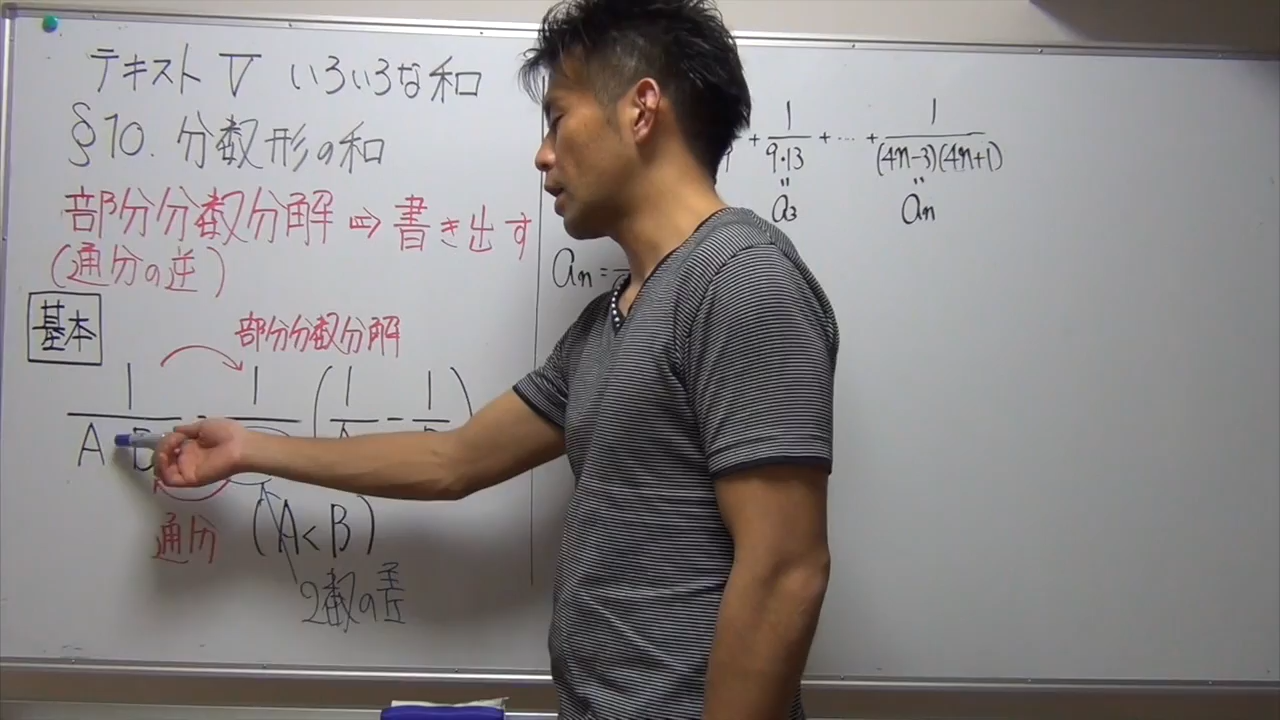 テキストⅤ いろいろな和
§10. 分数形の和
部分分数分解 ⇨ 書き出す
(通分の逆)
基本
部分分数分解
1/A B = 1/ (1/A - 1/B
通分
(A<B)
2数の差
+ 1/9・13 + … + 1/(4n-3)(4n+1)
a3 an
an =